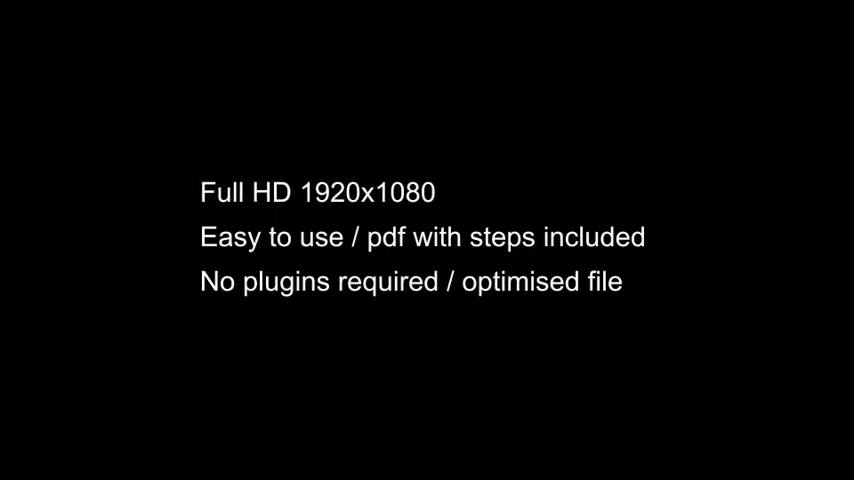 Full HD 1920x1080
Easy to use / pdf with steps included
No plugins required / optimised file